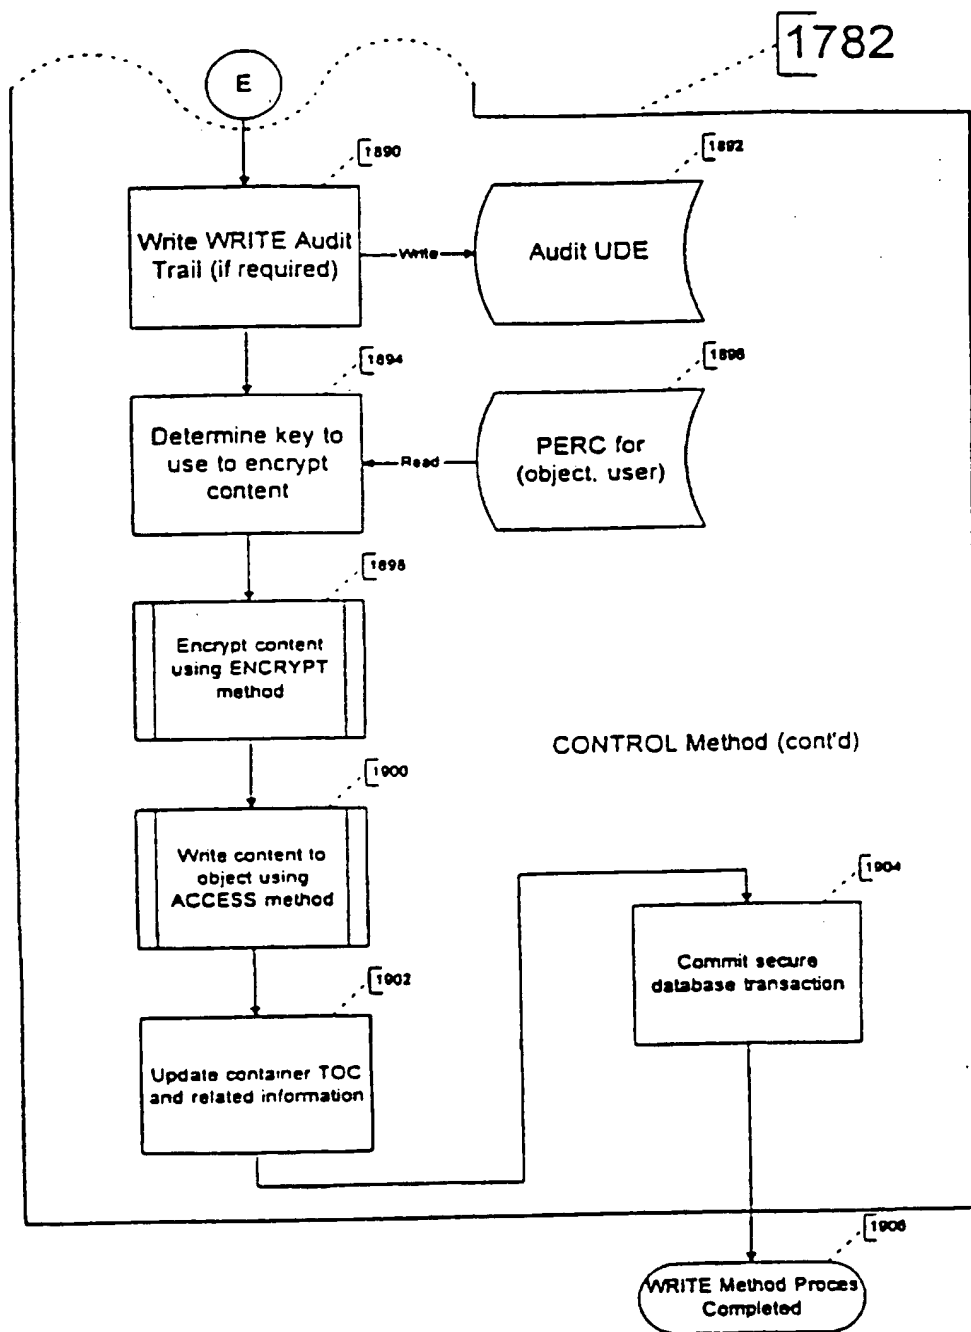 1782
E
1890
Write WRITE Audit
Trail (if required)
Write
1892
Audit UDE
1894
Determine key to
use to encrypt
content
Read
1896
PERC for
(object, user)
1898
Encrypt content
using ENCRYPT
method
CONTROL Method (cont'd)
1900
Write content to
object using
ACCESS method
1902
Update container TOC
and related information
1904
Commit secure
database transaction
1906
WRITE Method Proces
Completed